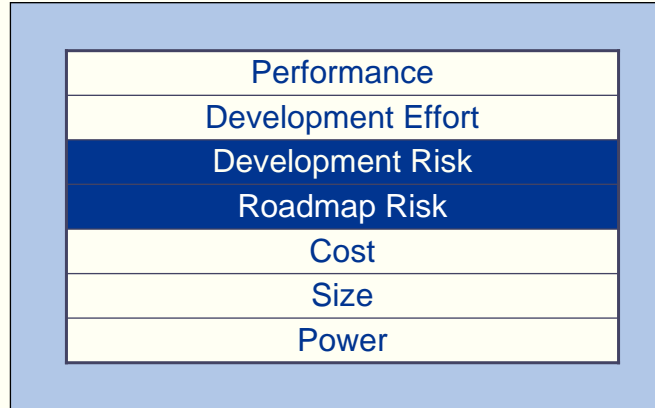 Performance
Development Effort
Development Risk
Roadmap Risk
Cost
Size
Power